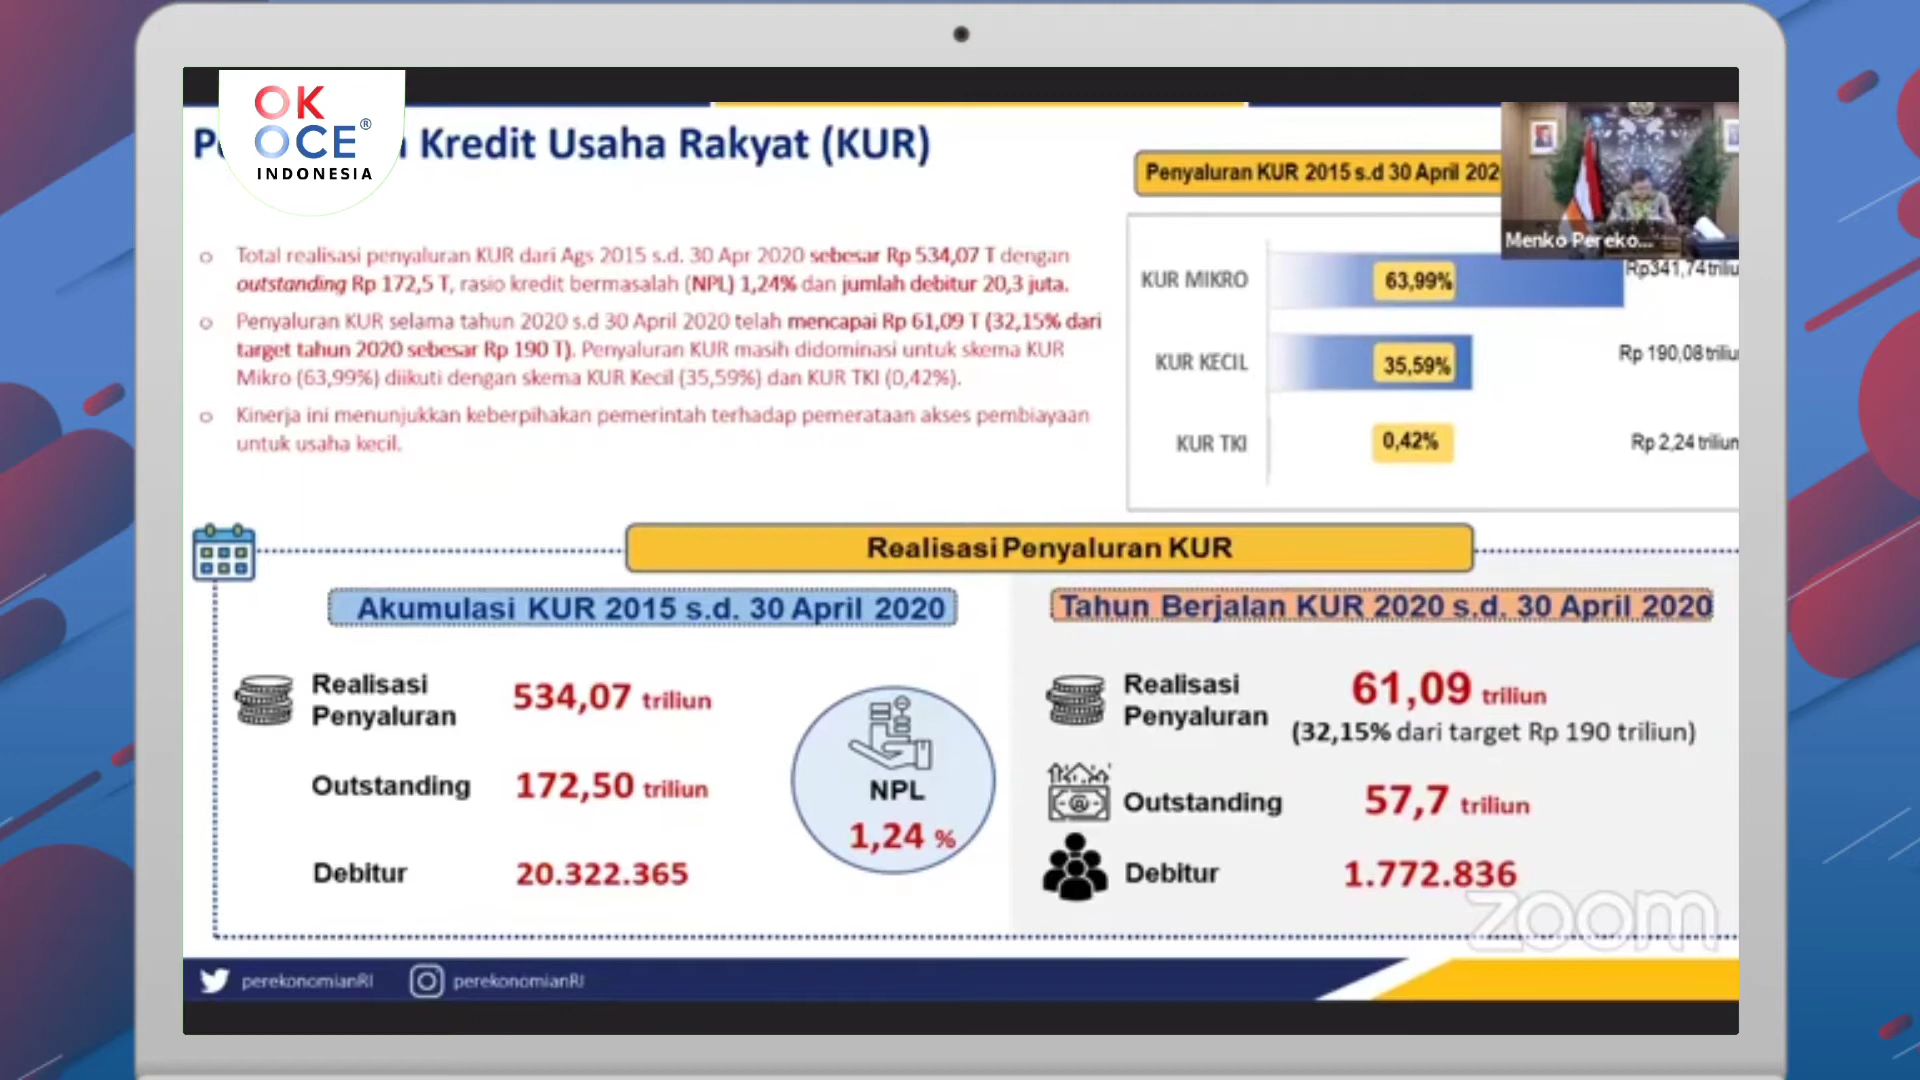 OK
OCE®
INDONESIA
Kredit Usaha Rakyat (KUR)
Penyaluran KUR 2015 s.d 30 April
Menko Pereko...
Total realisasi penyaluran KUR dari Ags 2015 s.d. 30 Apr 2020 sebesar Rp 534,07 T dengan
outstanding Rp 172,5 T, rasio kredit bermasalah (NPL) 1,24% dan jumlah debitur 20,3 juta.
Penyaluran KUR selama tahun 2020 s.d 30 April 2020 telah mencapai Rp 61,09 T (32,15% dari
target tahun 2020 sebesar Rp 190 T). Penyaluran KUR masih didominasi untuk skema KUR
Mikro (63,99%) diikuti dengan skema KUR Kecil (35,59%) dan KUR TKI (0,42%).
Kinerja ini menunjukkan keberpihakan pemerintah terhadap pemerataan akses pembiayaan
untuk usaha kecil.
KUR MIKRO 63,99% Rp341,74 triliu
KUR KECIL 35,59% Rp 190,08 triliu
KUR TKI 0,42% Rp 2,24 triliun
Realisasi Penyaluran KUR
Akumulasi KUR 2015 s.d. 30 April 2020
Realisasi
Penyaluran
534,07 triliun
Outstanding 172,50 triliun
Debitur 20.322.365
NPL
1,24 %
Tahun Berjalan KUR 2020 s.d. 30 April 2020
Realisasi
Penyaluran
61,09 triliun
(32,15% dari target Rp 190 triliun)
Outstanding 57,7 triliun
Debitur 1.772.836
zoom
perekonomianRI perekonomianRI